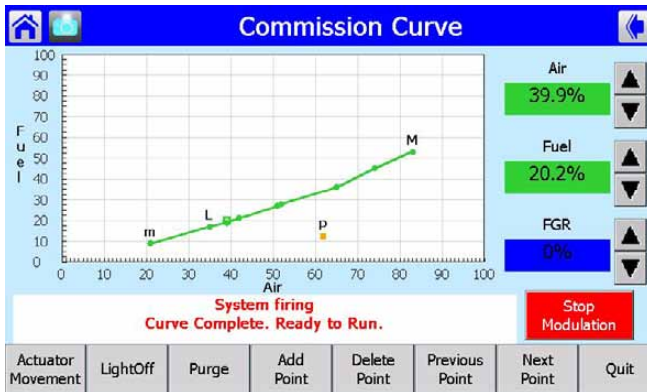 Commission Curve
100
90
80
70
60
50
40
30
20
10
0
Fuel
m
L
P
M
0 10 20 30 40 50 60 70 80 90 100
Air
Air
39.9%
Fuel
20.2%
FGR
0%
System firing
Curve Complete. Ready to Run.
Stop
Modulation
Actuator
Movement
LightOff
Purge
Add
Point
Delete
Point
Previous
Point
Next
Point
Quit